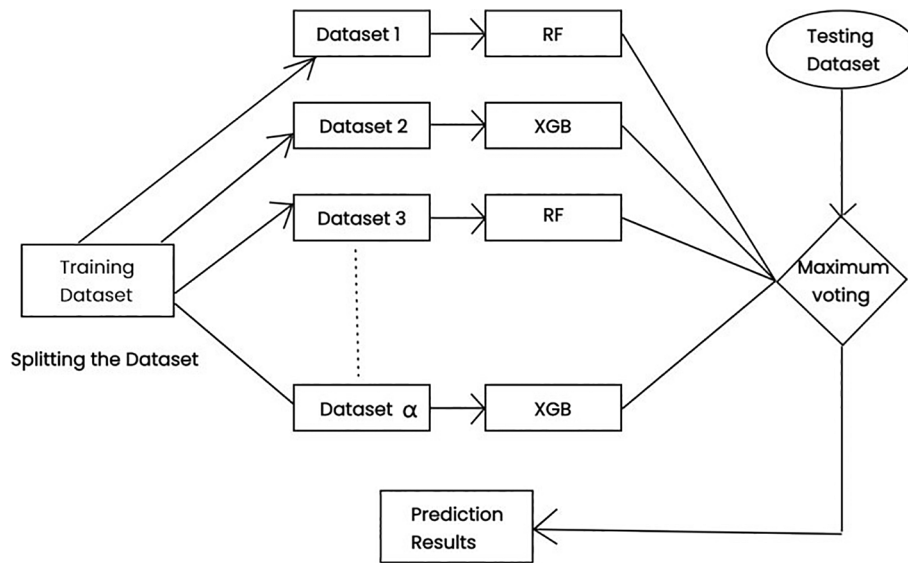 Dataset 1
RF
Testing
Dataset
Dataset 2
XGB
Dataset 3
RF
Training
Dataset
Maximum
voting
Splitting the Dataset
Dataset α
XGB
Prediction
Results